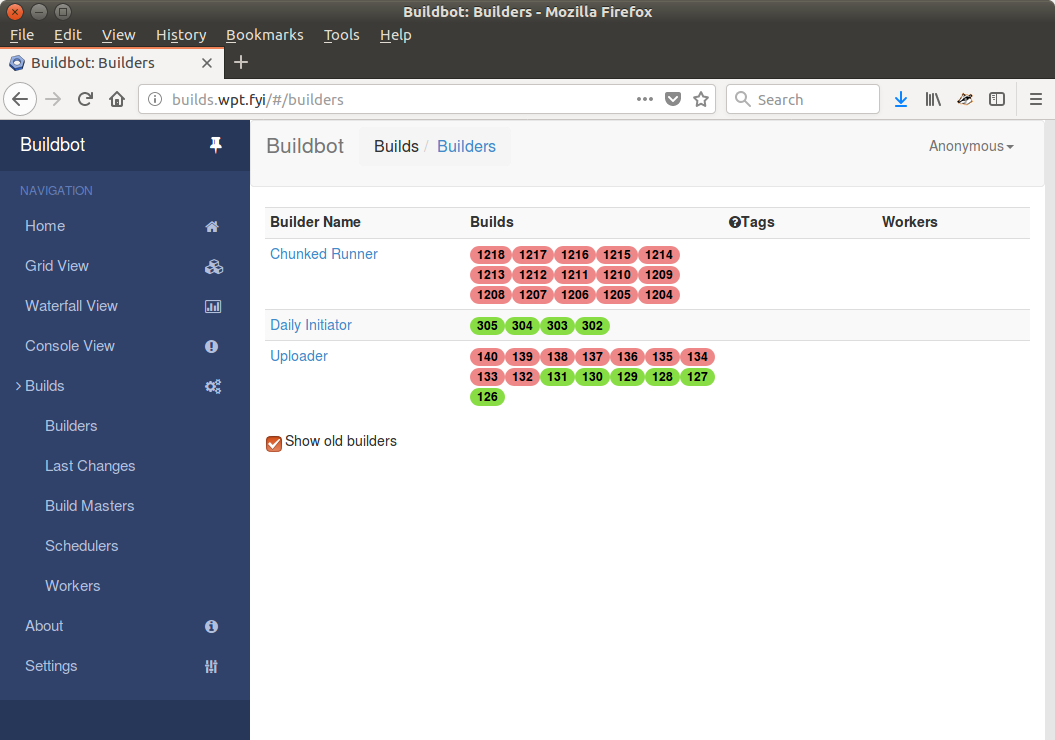 Buildbot: Builders - Mozilla Firefox
File Edit View History Bookmarks Tools Help
Buildbot: Builders
builds.wpt.fyi/#/builders
Search
Buildbot
Buildbot Builds / Builders Anonymous
NAVIGATION
Home
Grid View
Waterfall View
Console View
Builds
Builders
Last Changes
Build Masters
Schedulers
Workers
About
Settings
Builder Name Builds Tags Workers
Chunked Runner 1218 1217 1216 1215 1214
1213 1212 1211 1210 1209
1208 1207 1206 1205 1204
Daily Initiator 305 304 303 302
Uploader 140 139 138 137 136 135 134
133 132 131 130 129 128 127
126
Show old builders